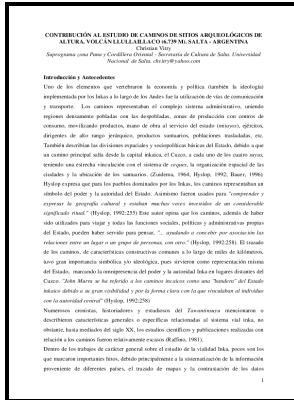 CONTRIBUCIÓN AL ESTUDIO DE CAMINOS DE SITIOS ARQUEOLÓGICOS DE
ALTURA. VOLCÁN LLULLAILLACO (6.739 M). SALTA - ARGENTINA
Christian Vitry
Subprograma zona Puna y Cordillera Oriental - Secretaría de Cultura de Salta. Universidad
Nacional de Salta. chvitry@yahoo.com
Introducción y Antecedentes
Uno de los elementos que vertebraron la economía y política (también la ideología)
implementada por los Inkas a lo largo de los Andes fue la utilización de vías de comunicación
y transporte. Los caminos representaban el complejo sistema administrativo, uniendo
regiones densamente pobladas con las despobladas, zonas de producción con centros de
consumo, movilizando productos, mano de obra al servicio del estado (mitayos), ejércitos,
dirigentes de alto rango jerárquico, productos suntuarios, poblaciones trasladadas, etc.
También describían las divisiones espaciales y sociopolíticas básicas del Estado, debido a que
un camino principal salía desde la capital inkaica, el Cuzco, a cada uno de los cuatro suyos,
teniendo una estrecha vinculación con el sistema de ceques, la organización espacial de las
ciudades y la ubicación de los santuarios. (Zuidema, 1964; Hyslop, 1992; Bauer, 1996).
Hyslop expresa que para los pueblos dominados por los Inkas, los caminos representaban un
símbolo del poder y la autoridad del Estado. Asimismo fueron usados "para comprender y
expresar la geografía cultural y estaban muchas veces investidos de un considerable
significado ritual." (Hyslop, 1992:255) Este autor opina que los caminos, además de haber
sido utilizados para viajar y todas las funciones sociales, políticas y administrativas propias
del Estado, pueden haber servido para pensar, "... ayudando a concebir por asociación las
relaciones entre un lugar o un grupo de personas, con otro." (Hyslop, 1992:258). El trazado
de los caminos, de características constructivas comunes a lo largo de miles de kilómetros,
tuvo gran importancia simbólica y/o ideológica, pues sirvieron como representación misma
del Estado, marcando la omnipresencia del poder y la autoridad Inka en lugares distantes del
Cuzco. "John Murra se ha referido a los caminos incaicos como una "bandera" del Estado
inkaico debido a su gran visibilidad y por la forma clara con la que vinculaban al individuo
con la autoridad central" (Hyslop, 1992:258)
Numerosos cronistas, historiadores y estudiosos del Tawantinsuyu mencionaron o
describieron características generales o específicas relacionadas al sistema vial inka, no
obstante, hasta mediados del siglo XX, los estudios científicos y publicaciones realizadas con
relación a los caminos fueron relativamente escasos (Raffino, 1981).
Dentro de los trabajos de carácter general sobre el estudio de la vialidad Inka, pocos son los
que marcaron importantes hitos, debido principalmente a la sistematización de la información
proveniente de diferentes países, el trazado de mapas y la contrastación de los datos
1